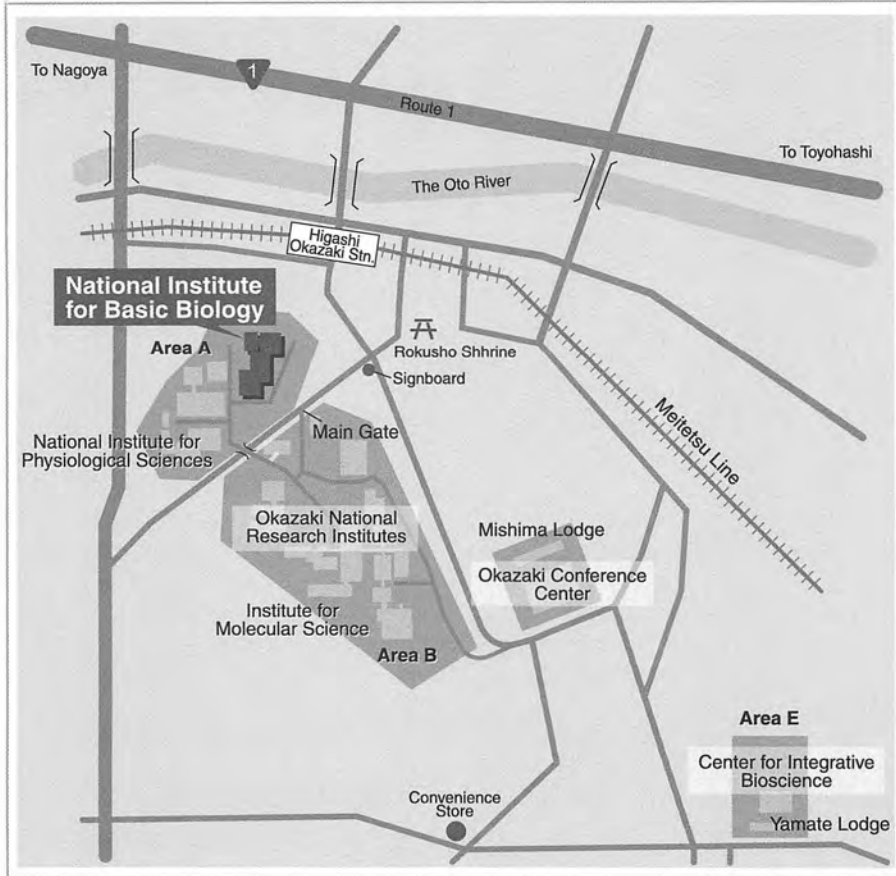 To Nagoya
1
Route 1
To Toyohashi
The Oto River
Higashi
Okazaki Stn.
National Institute
for Basic Biology
Area A
Rokusho Shhrine
Signboard
Main Gate
National Institute for
Physiological Sciences
Meitetsu Line
Okazaki National
Research Institutes
Mishima Lodge
Okazaki Conference
Center
Institute for
Molecular Science
Area B
Area E
Center for Integrative
Bioscience
Convenience
Store
Yamate Lodge